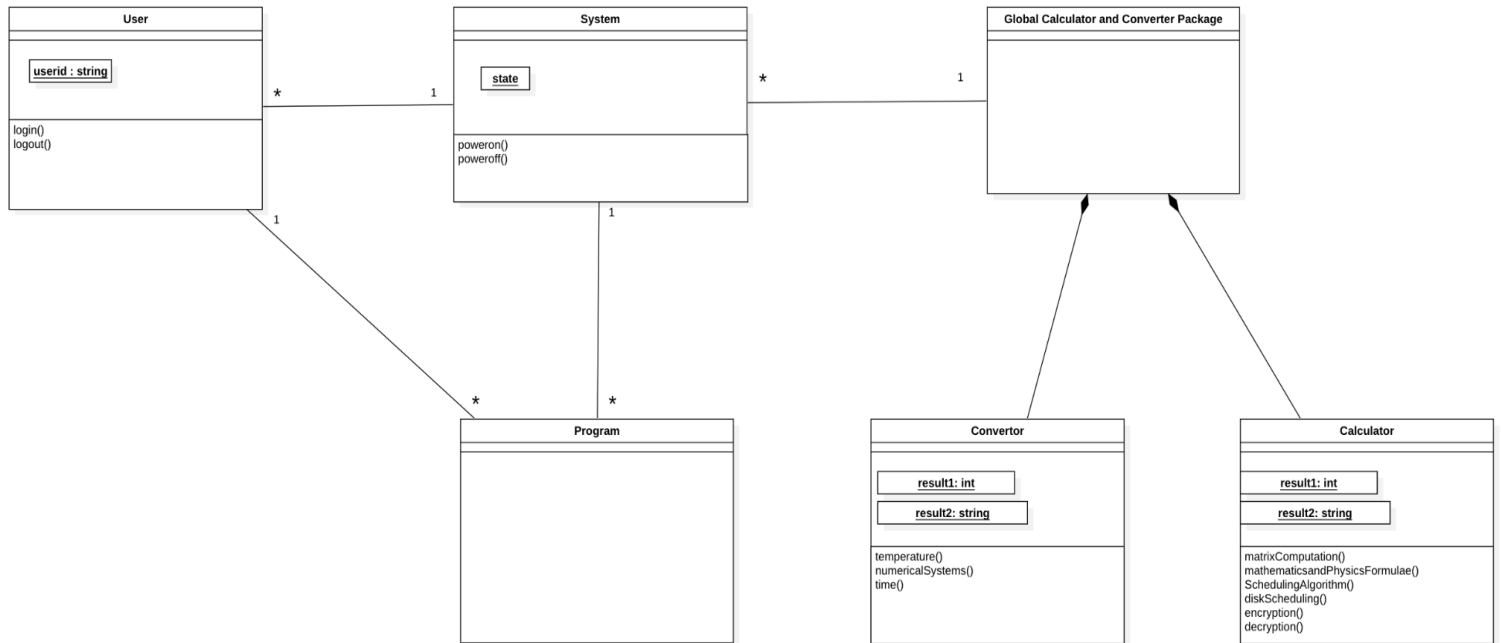 User
userid : string
login()
logout()
*
1
System
state
poweron()
poweroff()
*
1
Global Calculator and Converter Package
1
*
1
*
Program
Convertor
result1: int
result2: string
temperature()
numericalSystems()
time()
Calculator
result1: int
result2: string
matrixComputation()
mathematicsandPhysicsFormulae()
SchedulingAlgorithm()
diskScheduling()
encryption()
decryption()